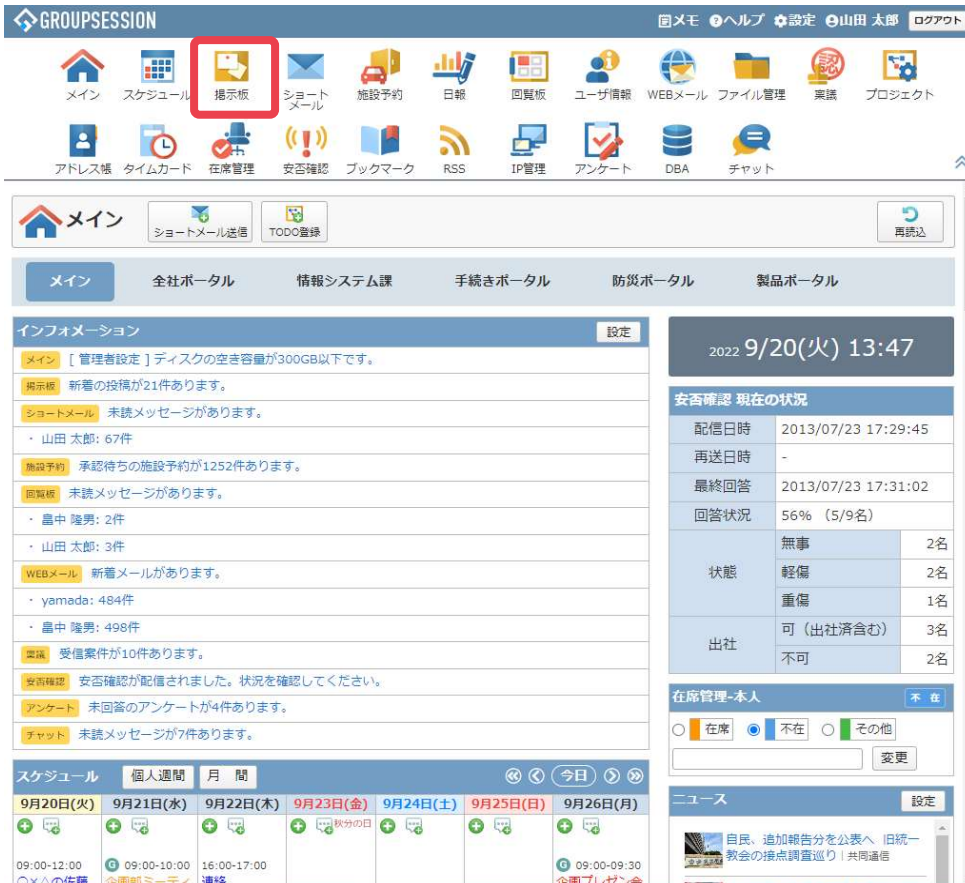 GROUPSESSION
メモ ヘルプ 設定 山田 太郎 ログアウト
メイン スケジュール 掲示板 ショートメール 施設予約 日報 回覧板 ユーザ情報 WEBメール ファイル管理 稟議 プロジェクト
アドレス帳 タイムカード 在席管理 安否確認 ブックマーク RSS IP管理 アンケート DBA チャット
メイン ショートメール送信 TODO登録 再読込
メイン 全社ポータル 情報システム課 手続きポータル 防災ポータル 製品ポータル
インフォメーション 設定
メイン [ 管理者設定 ] ディスクの空き容量が300GB以下です。
掲示板 新着の投稿が21件あります。
ショートメール 未読メッセージがあります。
・ 山田 太郎: 67件
施設予約 承認待ちの施設予約が1252件あります。
回覧板 未読メッセージがあります。
・ 畠中 隆男: 2件
・ 山田 太郎: 3件
WEBメール 新着メールがあります。
・ yamada: 484件
・ 畠中 隆男: 498件
稟議 受信案件が10件あります。
安否確認 安否確認が配信されました。状況を確認してください。
アンケート 未回答のアンケートが4件あります。
チャット 未読メッセージが7件あります。
スケジュール 個人週間 月 間 今日
9月20日(火) 9月21日(水) 9月22日(木) 9月23日(金) 9月24日(土) 9月25日(日) 9月26日(月)
秋分の日
09:00-12:00 G 09:00-10:00 16:00-17:00 G 09:00-09:30
○×△の佐藤 企画部ミーティ 連絡 企画プレゼン会
2022 9/20(火) 13:47
安否確認 現在の状況
配信日時 2013/07/23 17:29:45
再送日時 -
最終回答 2013/07/23 17:31:02
回答状況 56% (5/9名)
状態 無事 2名
軽傷 2名
重傷 1名
出社 可（出社済含む） 3名
不可 2名
在席管理-本人 不 在
在席 不在 その他
変更
ニュース 設定
自民、追加報告分を公表へ 旧統一
教会の接点調査巡り | 共同通信